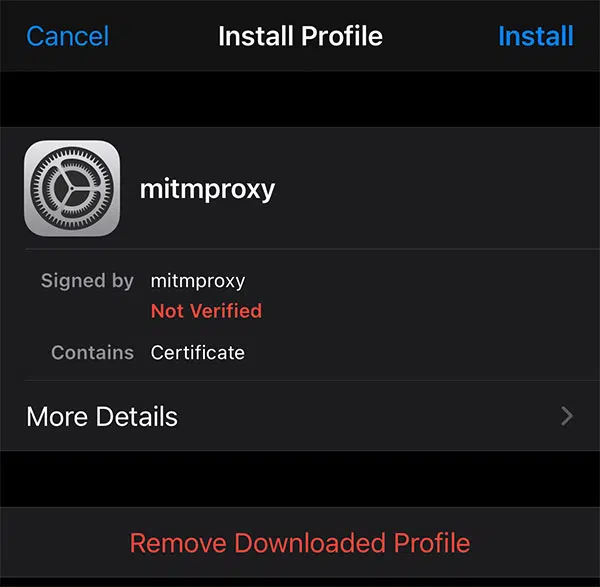 Cancel Install Profile Install
mitmproxy
Signed by mitmproxy
Not Verified
Contains Certificate
More Details
Remove Downloaded Profile